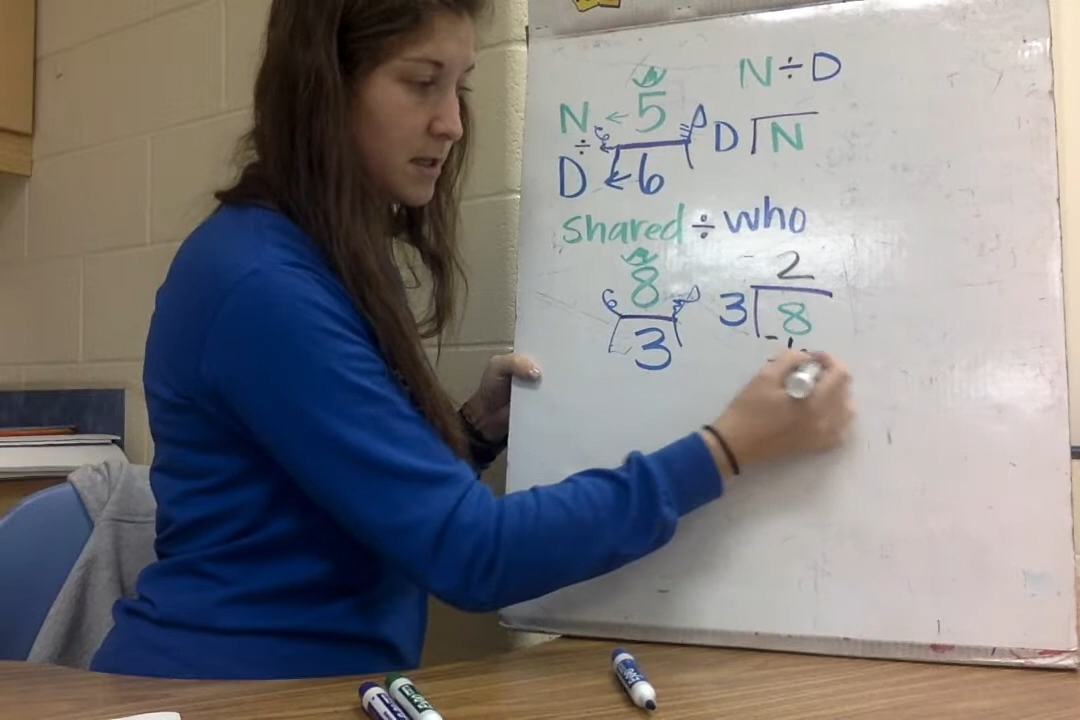 N ÷ D
N ← 5
÷
D ← 6
D N
shared ÷ who
8
3
2
3 8
-